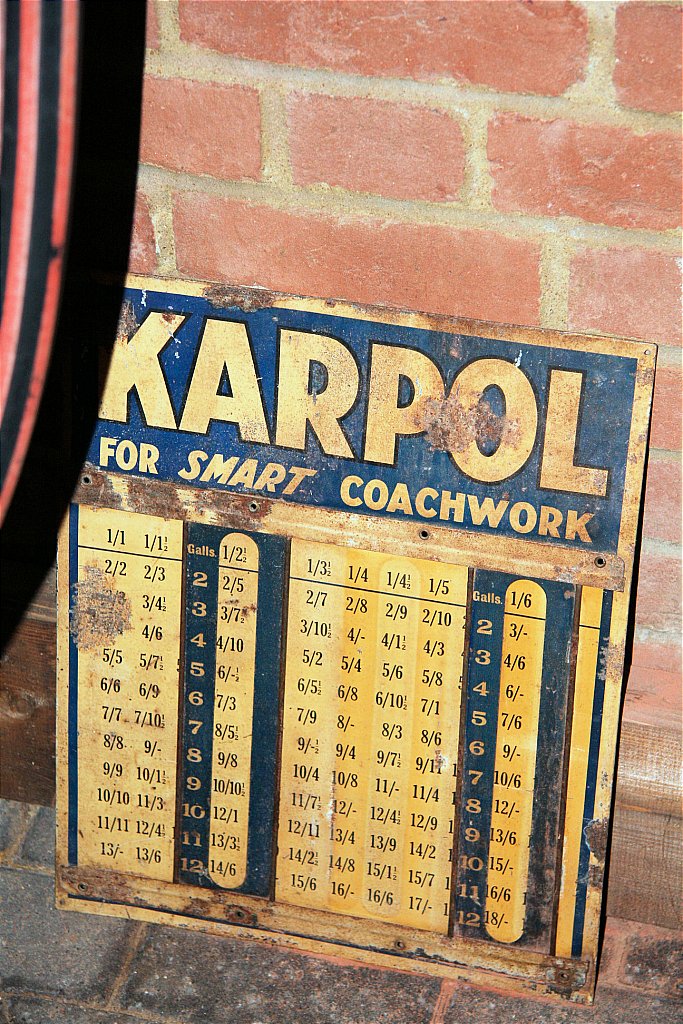 KARPOL
FOR SMART COACHWORK
1/1 1/1½ Galls. 1/2½ 1/3½ 1/4 1/4½ 1/5 Galls. 1/6
2/2 2/3 2 2/5 2/7 2/8 2/9 2/10 2 3/-
3/4½ 3 3/7½ 3/10½ 4/- 4/1½ 4/3 3 4/6
4/6 4 4/10 5/2 5/4 5/6 5/8 4 6/-
5/5 5/7½ 5 6/-½ 6/5½ 6/8 6/10½ 7/1 5 7/6
6/6 6/9 6 7/3 7/9 8/- 8/3 8/6 6 9/-
7/7 7/10½ 7 8/5½ 9/-½ 9/4 9/7½ 9/11 7 10/6
8/8 9/- 8 9/8 10/4 10/8 11/- 11/4 8 12/-
9/9 10/1½ 9 10/10½ 11/7½ 12/- 12/4½ 12/9 9 13/6
10/10 11/3 10 12/1 12/11 13/4 13/9 14/2 10 15/-
11/11 12/4½ 11 13/3½ 14/2½ 14/8 15/1½ 15/7 11 16/6
13/- 13/6 12 14/6 15/6 16/- 16/6 17/- 12 18/-